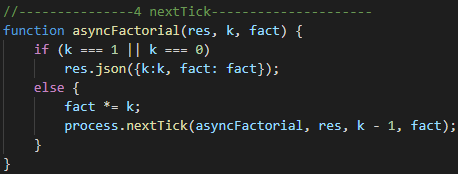 //---------------4 nextTick---------------------
function asyncFactorial(res, k, fact) {
    if (k === 1 || k === 0)
        res.json({k:k, fact: fact});
    else {
        fact *= k;
        process.nextTick(asyncFactorial, res, k - 1, fact);
    }
}